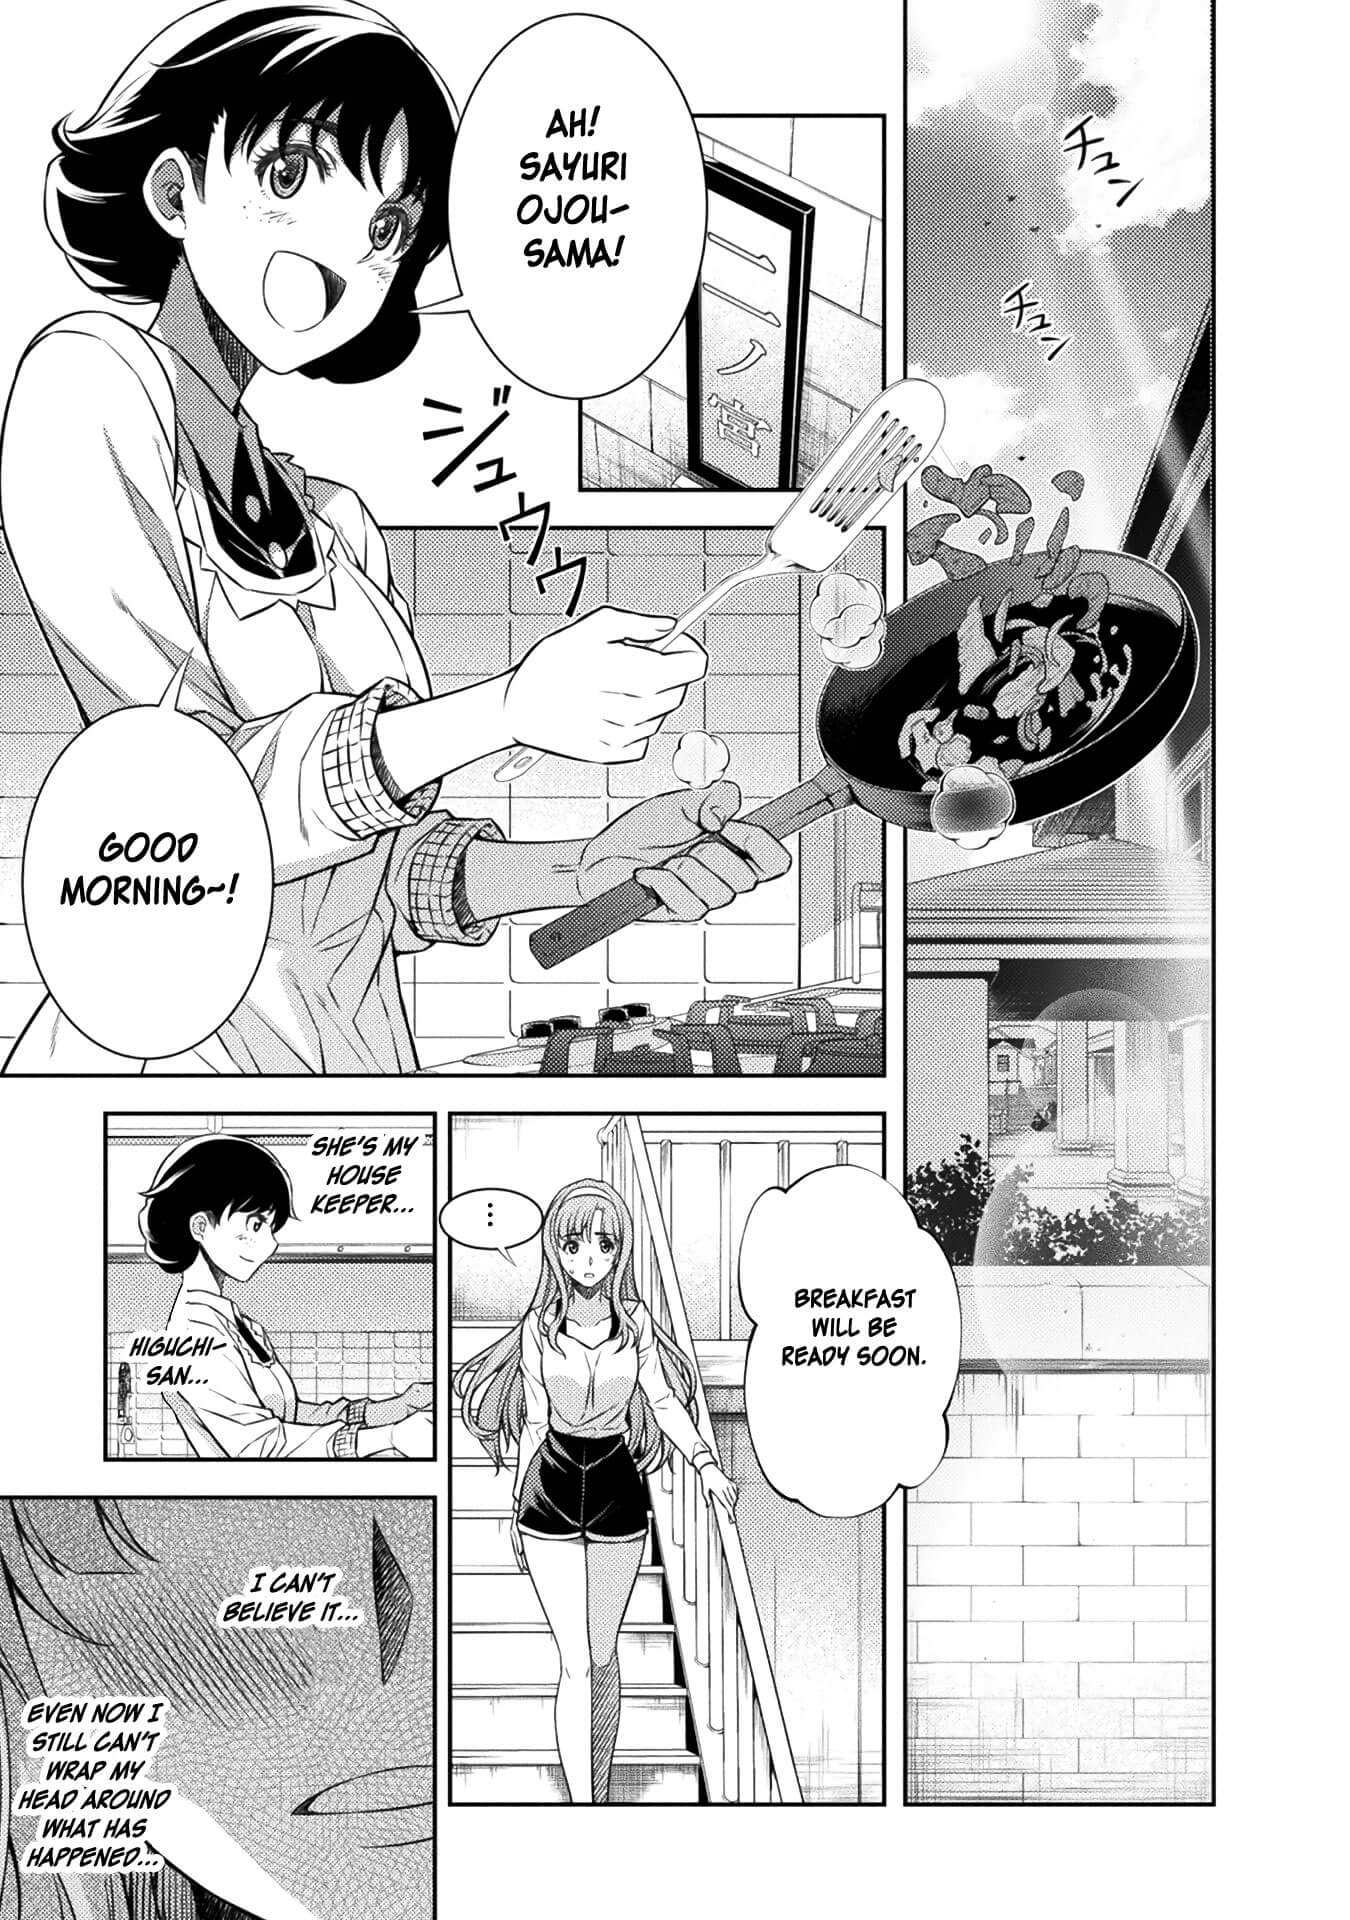 チュン
チュン
一ノ宮
AH!
SAYURI
OJOU-
SAMA!
ジュウウウ
GOOD
MORNING~!
BREAKFAST
WILL BE
READY SOON.
...
SHE'S MY
HOUSE
KEEPER...
HIGUCHI-
SAN...
I CAN'T
BELIEVE IT...
EVEN NOW I
STILL CAN'T
WRAP MY
HEAD AROUND
WHAT HAS
HAPPENED...